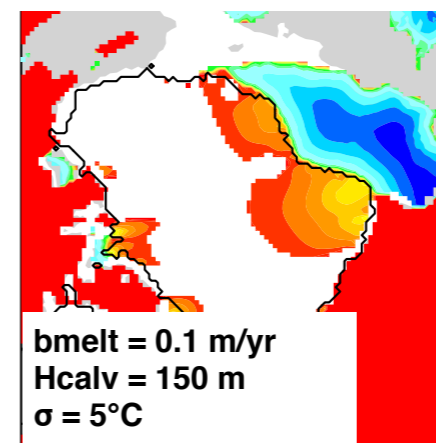 bmelt = 0.1 m/yr
Hcalv = 150 m
σ = 5°C